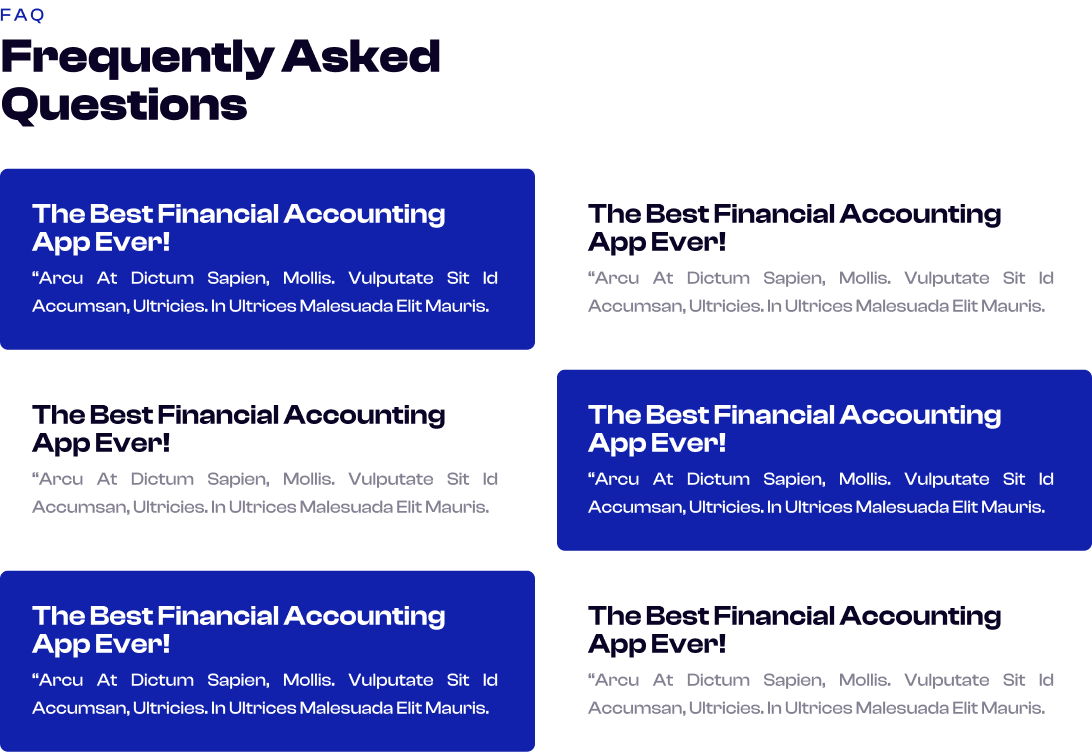 FAQ
Frequently Asked
Questions
The Best Financial Accounting
App Ever!
“Arcu At Dictum Sapien, Mollis. Vulputate Sit Id
Accumsan, Ultricies. In Ultrices Malesuada Elit Mauris.
The Best Financial Accounting
App Ever!
“Arcu At Dictum Sapien, Mollis. Vulputate Sit Id
Accumsan, Ultricies. In Ultrices Malesuada Elit Mauris.
The Best Financial Accounting
App Ever!
“Arcu At Dictum Sapien, Mollis. Vulputate Sit Id
Accumsan, Ultricies. In Ultrices Malesuada Elit Mauris.
The Best Financial Accounting
App Ever!
“Arcu At Dictum Sapien, Mollis. Vulputate Sit Id
Accumsan, Ultricies. In Ultrices Malesuada Elit Mauris.
The Best Financial Accounting
App Ever!
“Arcu At Dictum Sapien, Mollis. Vulputate Sit Id
Accumsan, Ultricies. In Ultrices Malesuada Elit Mauris.
The Best Financial Accounting
App Ever!
“Arcu At Dictum Sapien, Mollis. Vulputate Sit Id
Accumsan, Ultricies. In Ultrices Malesuada Elit Mauris.